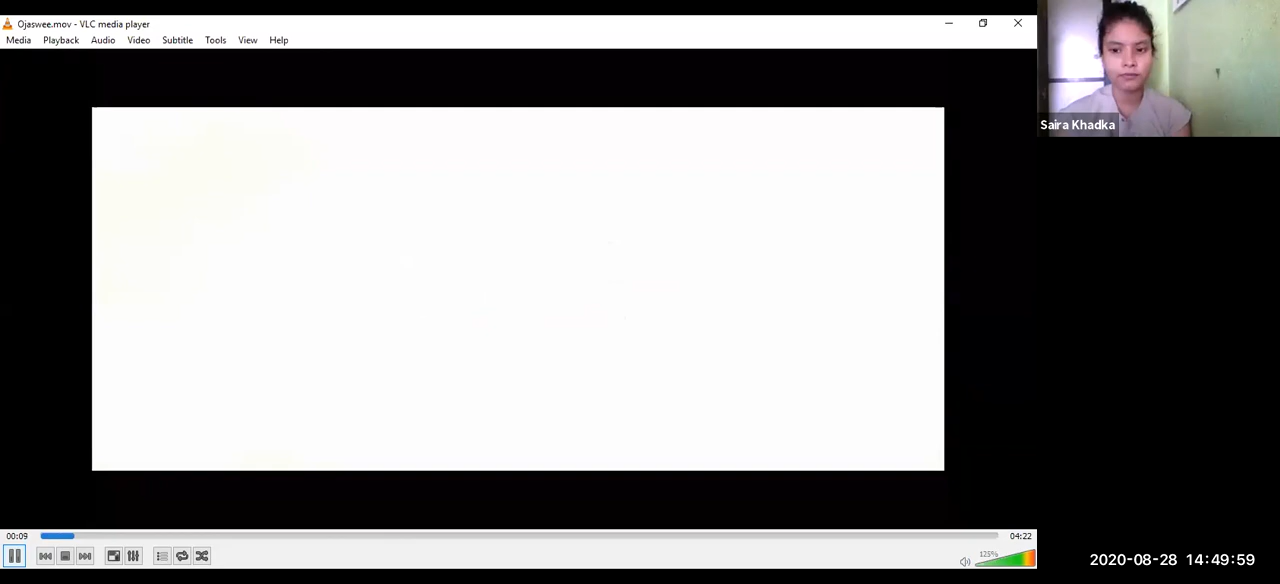 Ojaswee.mov - VLC media player
Media Playback Audio Video Subtitle Tools View Help
Saira Khadka
00:09
04:22
125%
2020-08-28 14:49:59